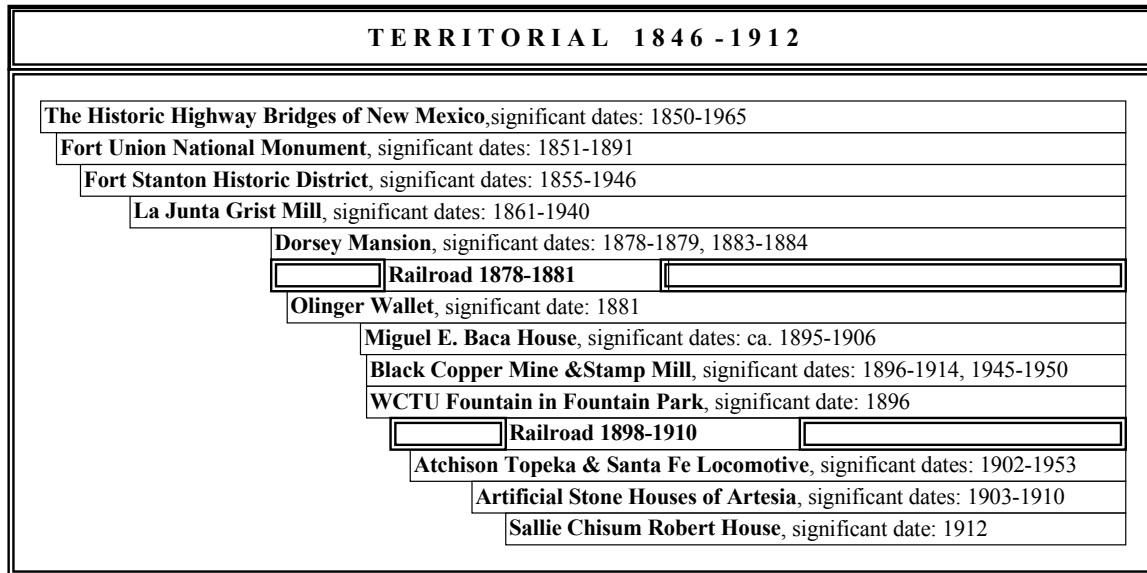 TERRITORIAL 1846-1912
The Historic Highway Bridges of New Mexico,significant dates: 1850-1965
Fort Union National Monument, significant dates: 1851-1891
Fort Stanton Historic District, significant dates: 1855-1946
La Junta Grist Mill, significant dates: 1861-1940
Dorsey Mansion, significant dates: 1878-1879, 1883-1884
Railroad 1878-1881
Olinger Wallet, significant date: 1881
Miguel E. Baca House, significant dates: ca. 1895-1906
Black Copper Mine &Stamp Mill, significant dates: 1896-1914, 1945-1950
WCTU Fountain in Fountain Park, significant date: 1896
Railroad 1898-1910
Atchison Topeka & Santa Fe Locomotive, significant dates: 1902-1953
Artificial Stone Houses of Artesia, significant dates: 1903-1910
Sallie Chisum Robert House, significant date: 1912